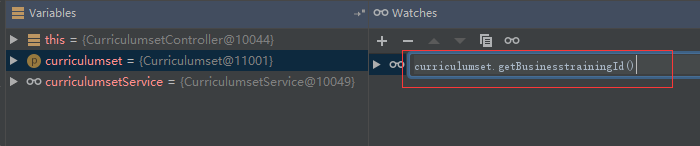 Variables
this = {CurriculumsetController@10044}
curriculumset = {Curriculumset@11001}
curriculumsetService = {CurriculumsetService@10049}
Watches
curriculumset.getBusinesstrainingId()